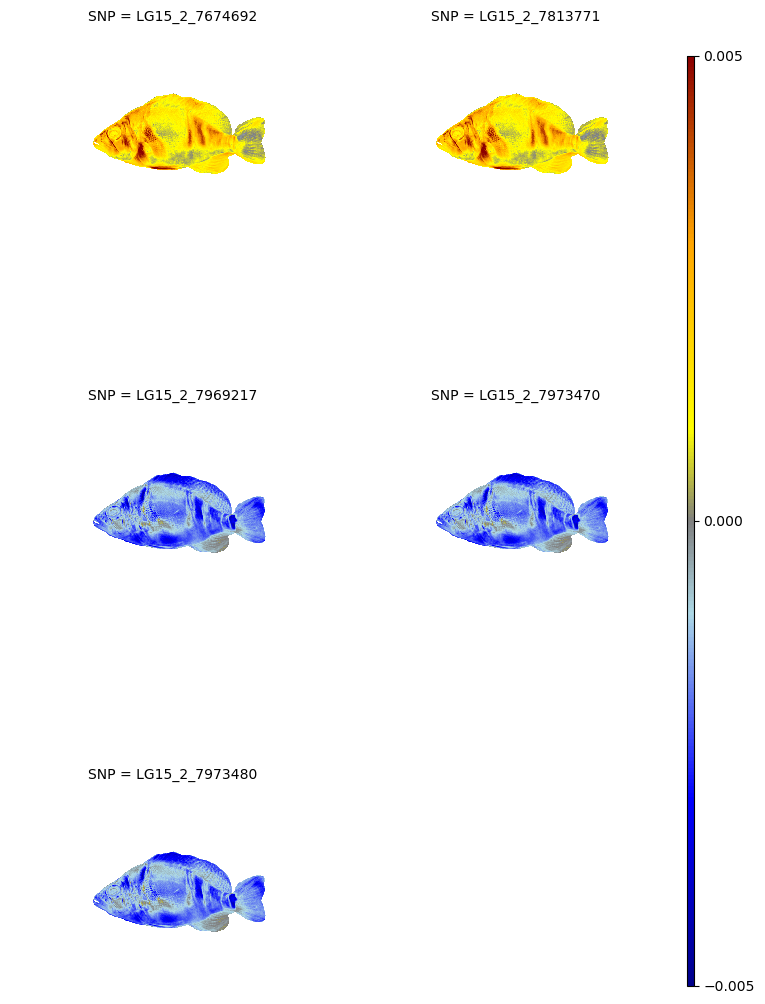 SNP = LG15_2_7674692
SNP = LG15_2_7813771
0.005
SNP = LG15_2_7969217
SNP = LG15_2_7973470
0.000
SNP = LG15_2_7973480
−0.005